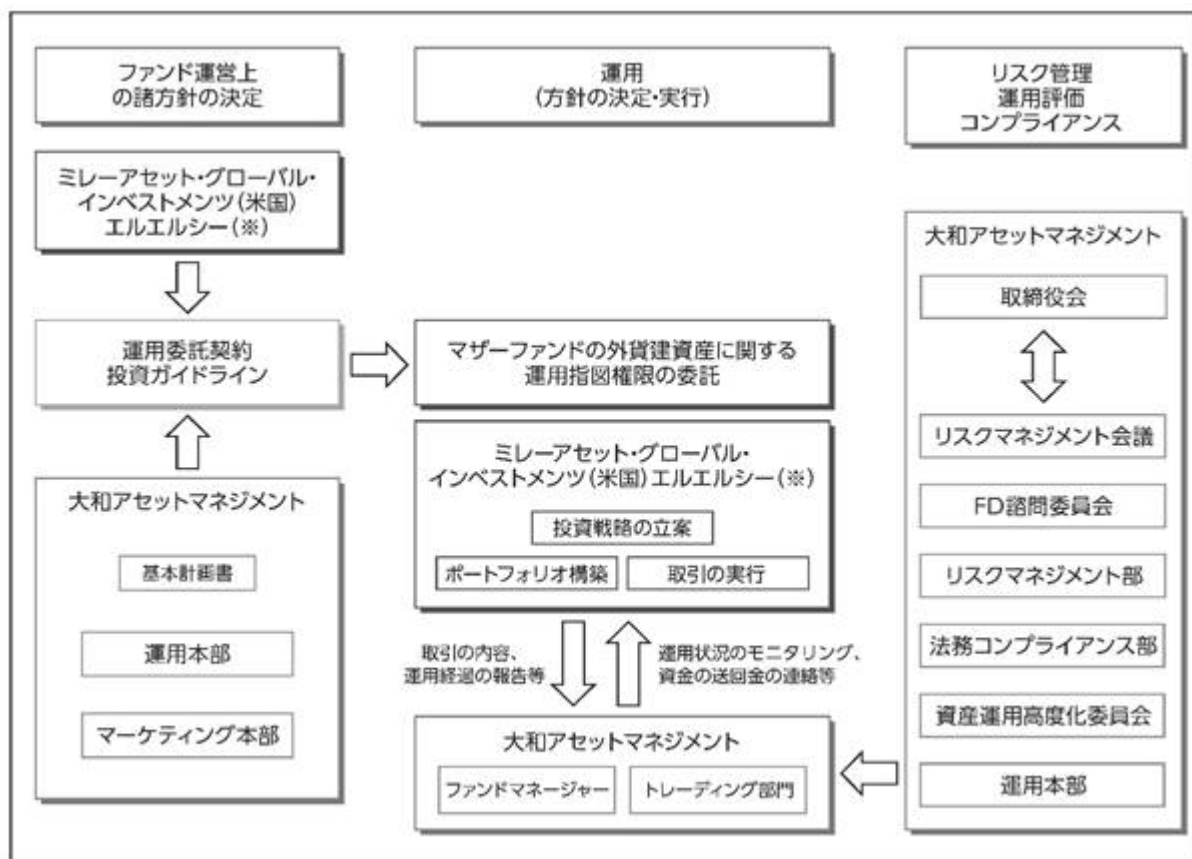 ファンド運営上
の諸方針の決定
運用
(方針の決定・実行)
リスク管理
運用評価
コンプライアンス
ミレーアセット・グローバル・
インベストメンツ(米国)
エルエルシー(※)
運用委託契約
投資ガイドライン
大和アセットマネジメント
基本計画書
運用本部
マーケティング本部
マザーファンドの外貨建資産に関する
運用指図権限の委託
ミレーアセット・グローバル・
インベストメンツ(米国)エルエルシー(※)
投資戦略の立案
ポートフォリオ構築
取引の実行
取引の内容、
運用経過の報告等
運用状況のモニタリング、
資金の送回金の連絡等
大和アセットマネジメント
ファンドマネージャー
トレーディング部門
大和アセットマネジメント
取締役会
リスクマネジメント会議
FD諮問委員会
リスクマネジメント部
法務コンプライアンス部
資産運用高度化委員会
運用本部